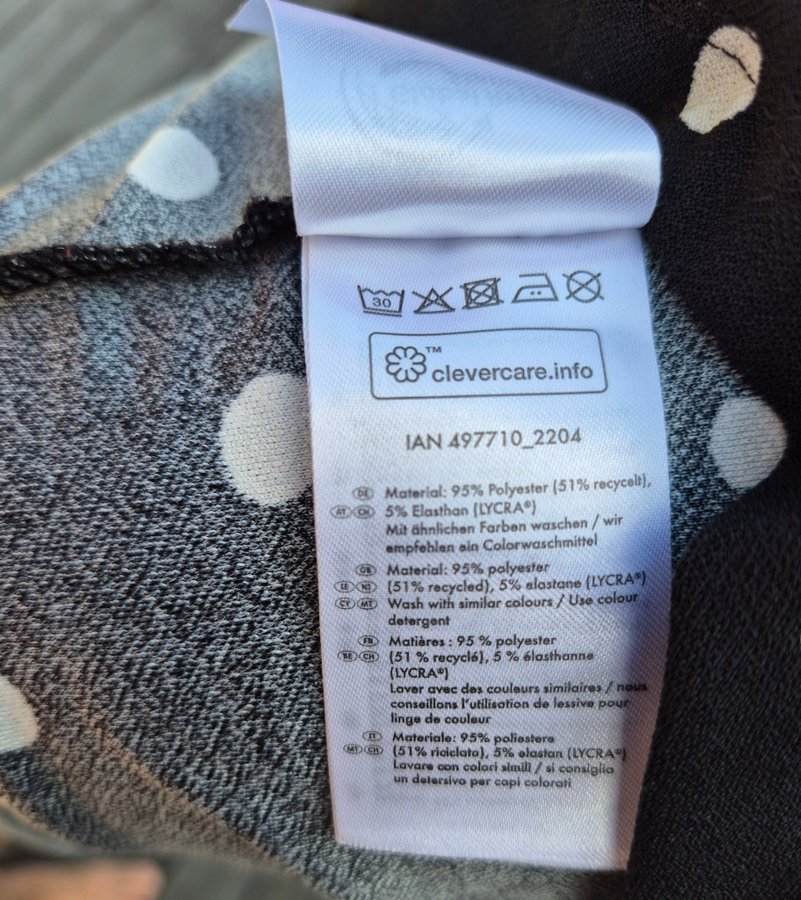 30
™
clevercare.info
IAN 497710_2204
DE Material: 95% Polyester (51% recycelt),
AT CH 5% Elasthan (LYCRA®)
Mit ähnlichen Farben waschen / wir
empfehlen ein Colorwaschmittel
GB Material: 95% polyester
IE NI (51% recycled), 5% elastane (LYCRA®)
CY MT Wash with similar colours / Use colour
detergent
FR Matières : 95 % polyester
BE CH (51 % recyclé), 5 % élasthanne
(LYCRA®)
Laver avec des couleurs similaires / nous
conseillons l'utilisation de lessive pour
linge de couleur
IT Materiale: 95% poliestere
MT CH (51% riciclato), 5% elastan (LYCRA®)
Lavare con colori simili / si consiglia
un detersivo per capi colorati